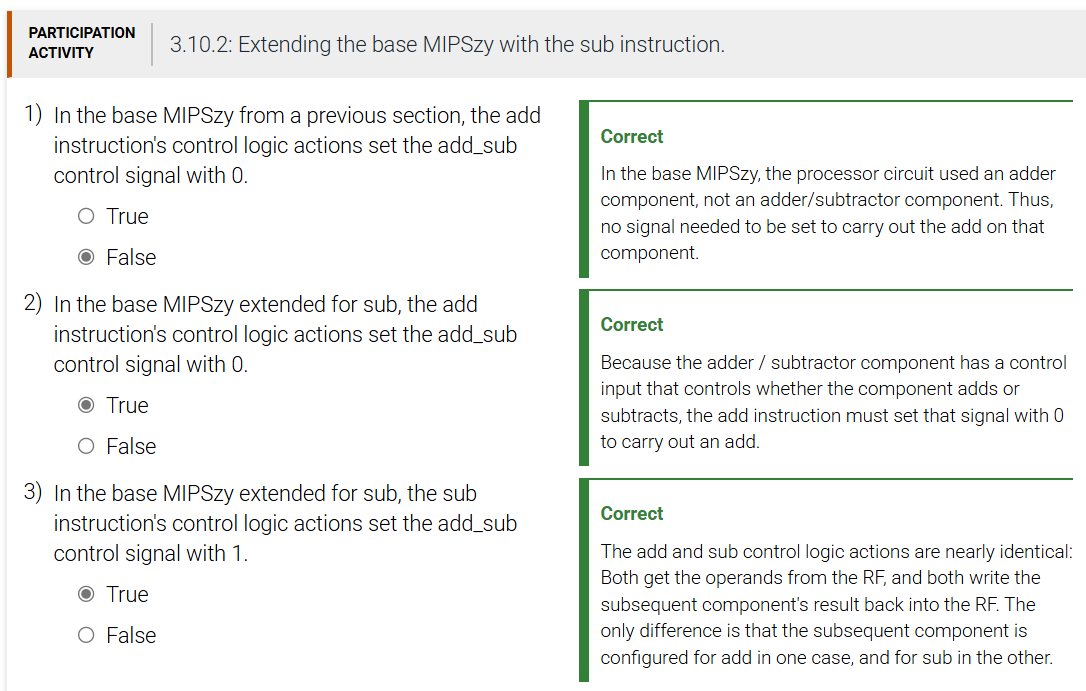 PARTICIPATION
ACTIVITY
3.10.2: Extending the base MIPSzy with the sub instruction.
1) In the base MIPSzy from a previous section, the add
instruction's control logic actions set the add_sub
control signal with 0.
True
False
Correct
In the base MIPSzy, the processor circuit used an adder
component, not an adder/subtractor component. Thus,
no signal needed to be set to carry out the add on that
component.
2) In the base MIPSzy extended for sub, the add
instruction's control logic actions set the add_sub
control signal with 0.
True
False
Correct
Because the adder / subtractor component has a control
input that controls whether the component adds or
subtracts, the add instruction must set that signal with 0
to carry out an add.
3) In the base MIPSzy extended for sub, the sub
instruction's control logic actions set the add_sub
control signal with 1.
True
False
Correct
The add and sub control logic actions are nearly identical:
Both get the operands from the RF, and both write the
subsequent component's result back into the RF. The
only difference is that the subsequent component is
configured for add in one case, and for sub in the other.